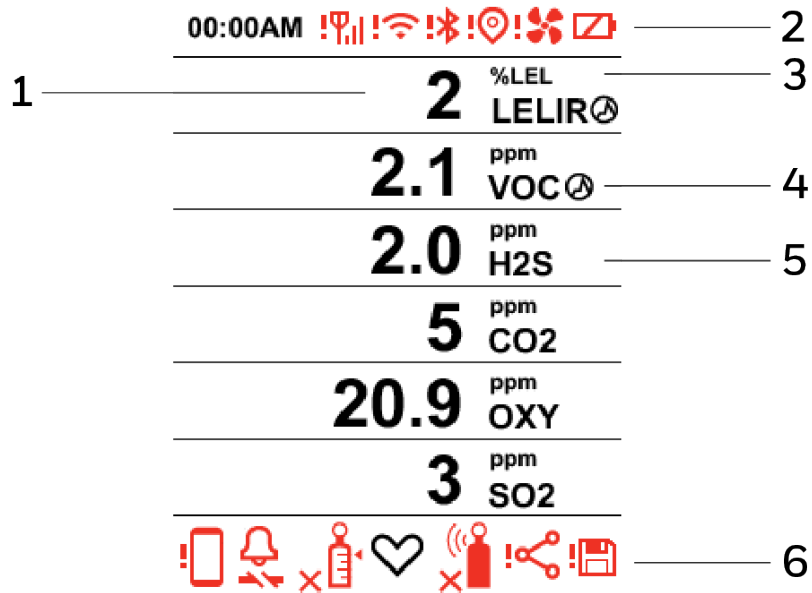 00:00AM 2
%LEL 3
1 2 LELIR
ppm
2.1 VOC 4
ppm
2.0 H2S 5
ppm
5 CO2
ppm
20.9 OXY
ppm
3 SO2
6